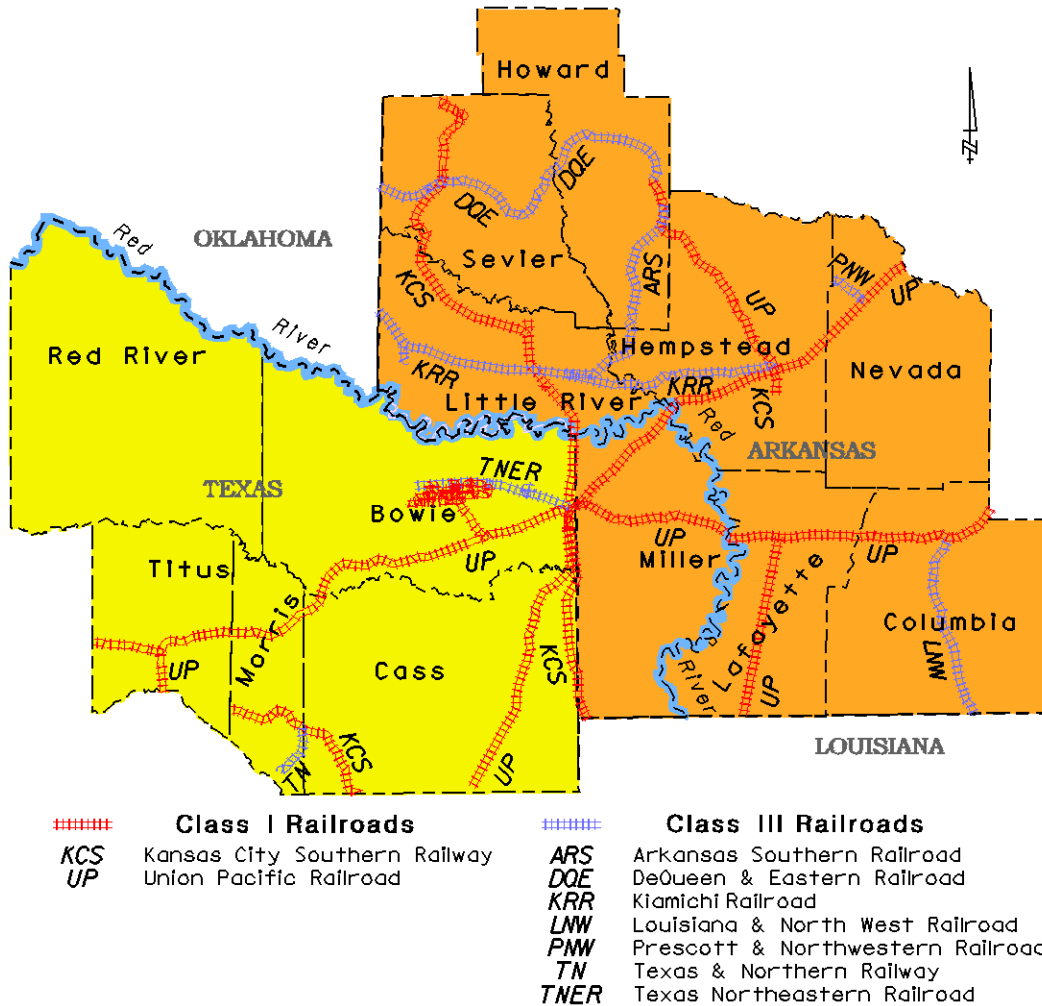 Howard
DQE
DQE
Red
OKLAHOMA
Sevier
ARS
PNW
KCS
UP
UP
River
Red River
Hempstead
Nevada
KRR
KRR
Little River
KCS
Red
ARKANSAS
TNER
TEXAS
Bowie
UP
UP
UP
Titus
Miller
Morris
Lafayette
Columbia
Cass
KCS
UP
LNW
UP
River
KCS
UP
TN
LOUISIANA
N
Class I Railroads
KCS Kansas City Southern Railway
UP Union Pacific Railroad
Class III Railroads
ARS Arkansas Southern Railroad
DQE DeQueen & Eastern Railroad
KRR Kiamichi Railroad
LNW Louisiana & North West Railroad
PNW Prescott & Northwestern Railroad
TN Texas & Northern Railway
TNER Texas Northeastern Railroad